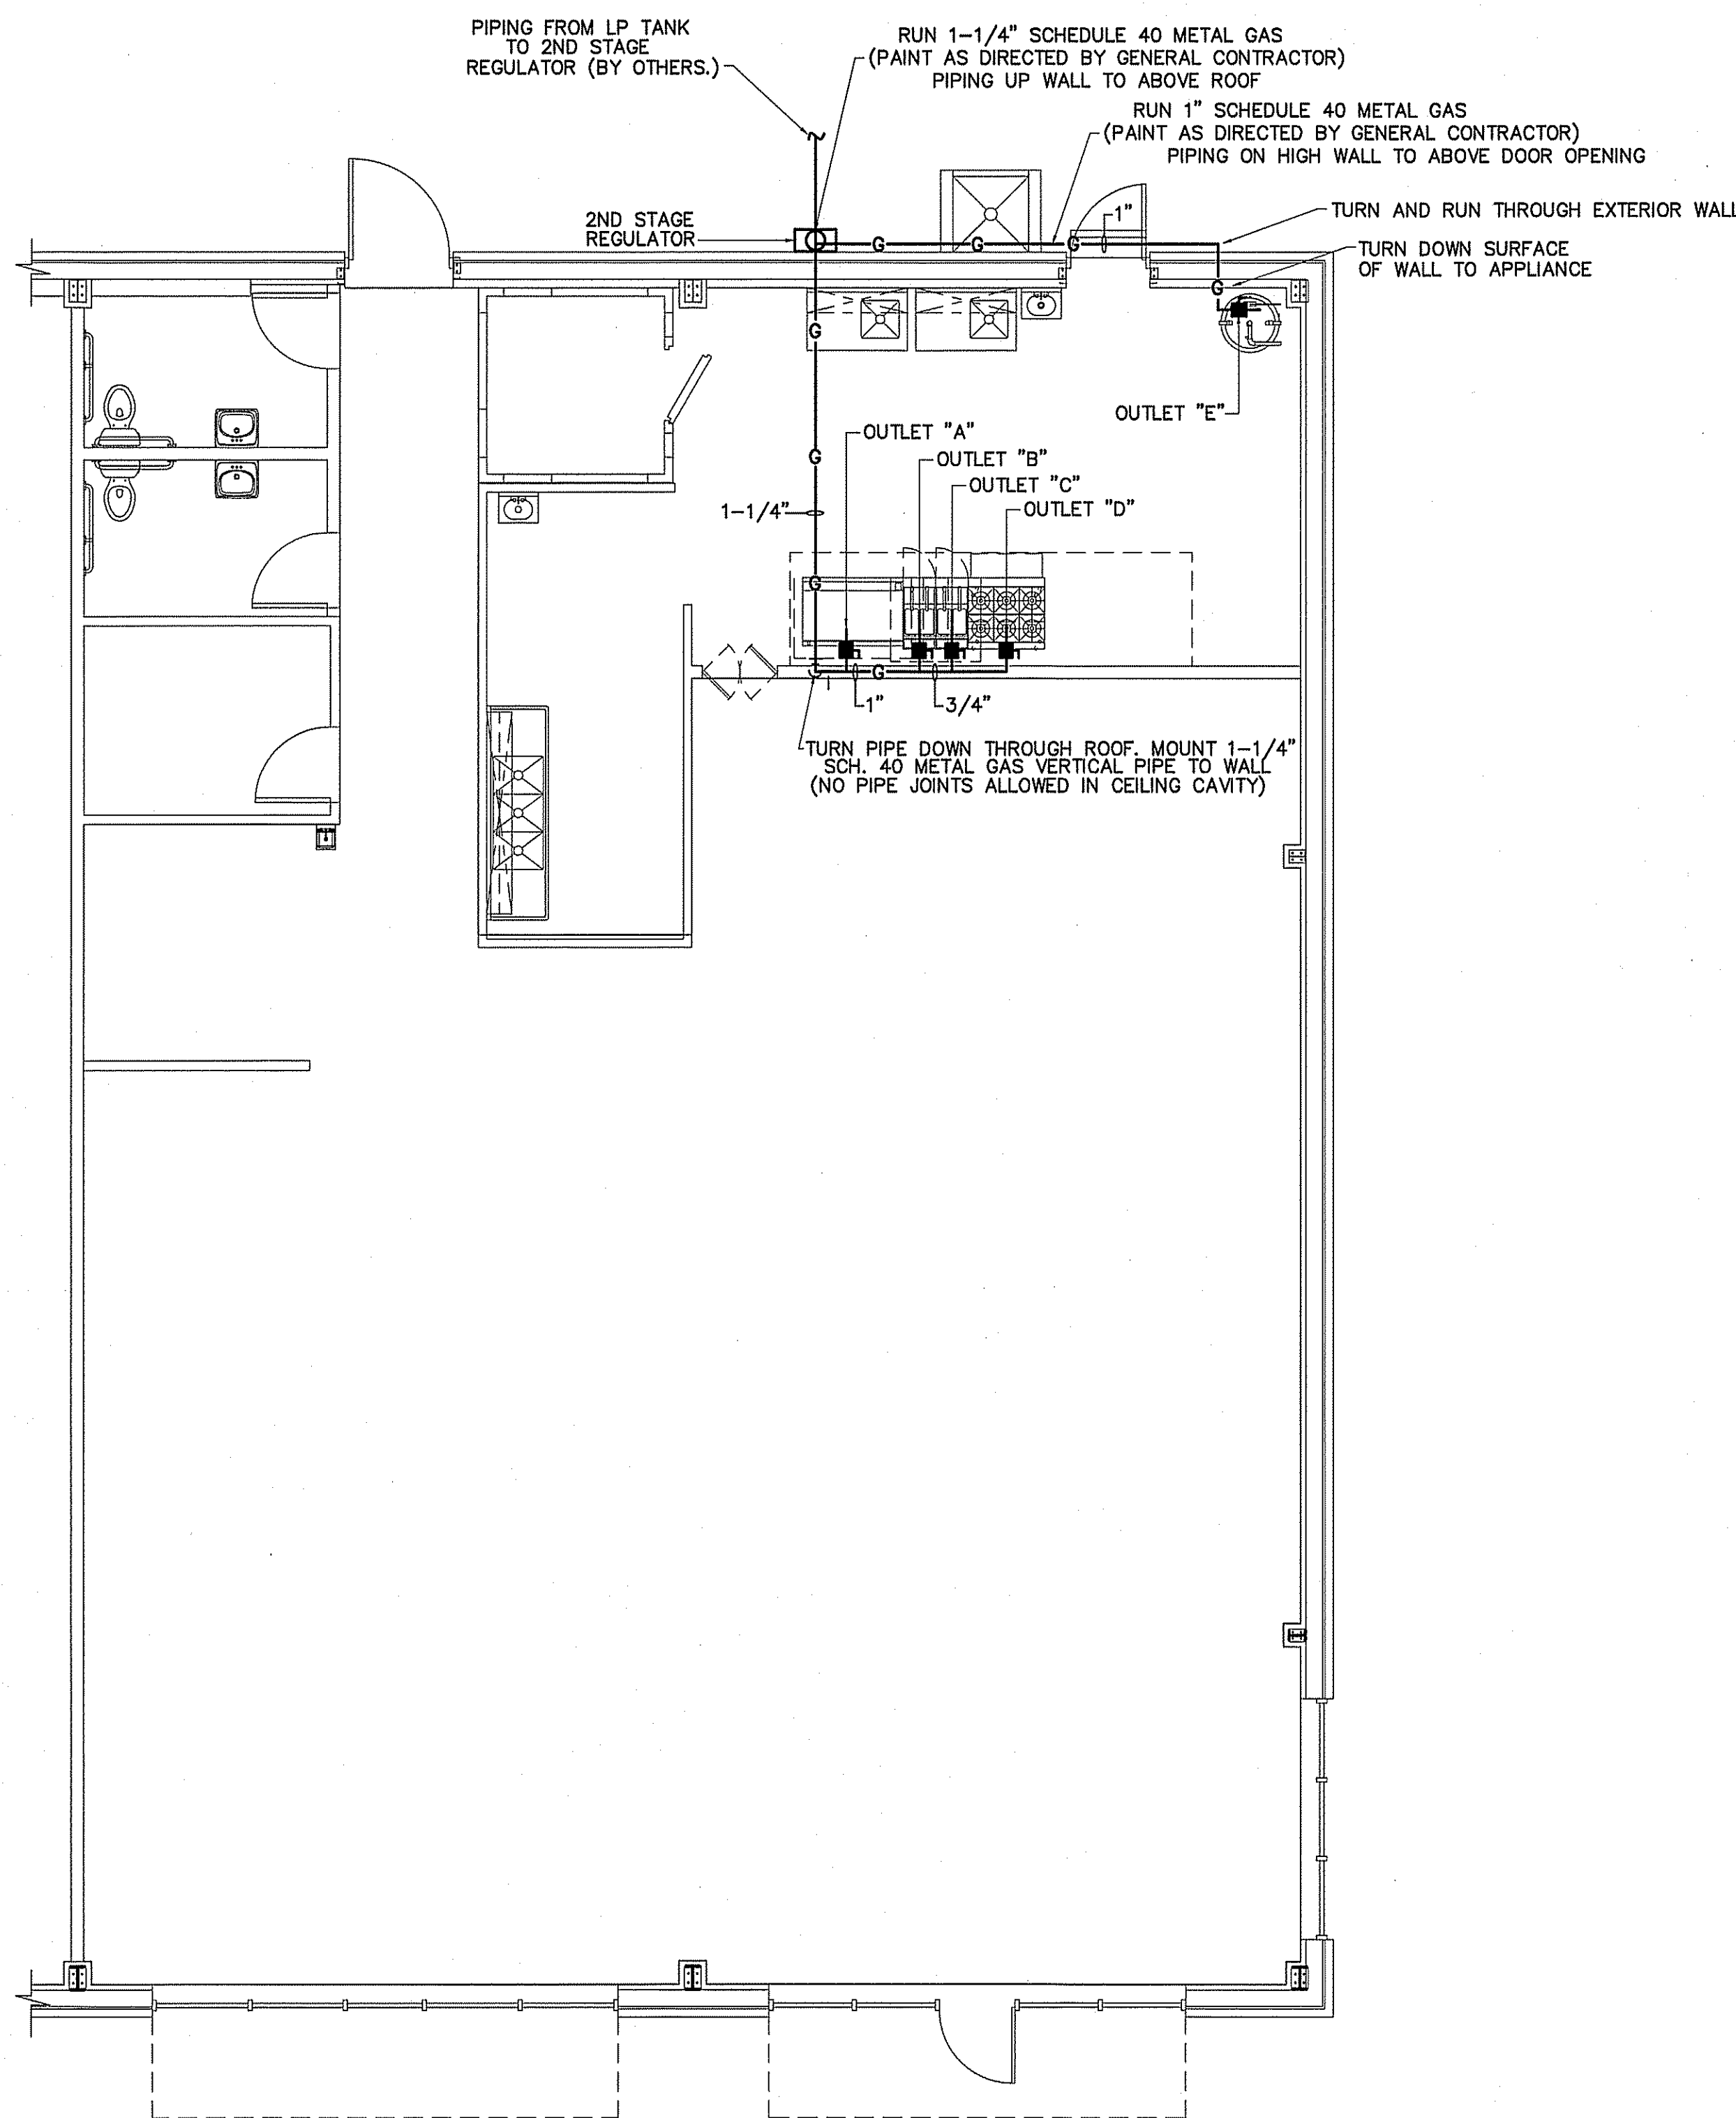 PIPING FROM LP TANK
TO 2ND STAGE
REGULATOR (BY OTHERS.)
RUN 1-1/4" SCHEDULE 40 METAL GAS
(PAINT AS DIRECTED BY GENERAL CONTRACTOR)
PIPING UP WALL TO ABOVE ROOF
RUN 1" SCHEDULE 40 METAL GAS
(PAINT AS DIRECTED BY GENERAL CONTRACTOR)
PIPING ON HIGH WALL TO ABOVE DOOR OPENING
2ND STAGE
REGULATOR
1"
TURN AND RUN THROUGH EXTERIOR WALL
TURN DOWN SURFACE
OF WALL TO APPLIANCE
G
G
G
G
G
G
G
OUTLET "E"
OUTLET "A"
OUTLET "B"
OUTLET "C"
OUTLET "D"
1-1/4"
G
1"
3/4"
TURN PIPE DOWN THROUGH ROOF. MOUNT 1-1/4"
SCH. 40 METAL GAS VERTICAL PIPE TO WALL
(NO PIPE JOINTS ALLOWED IN CEILING CAVITY)